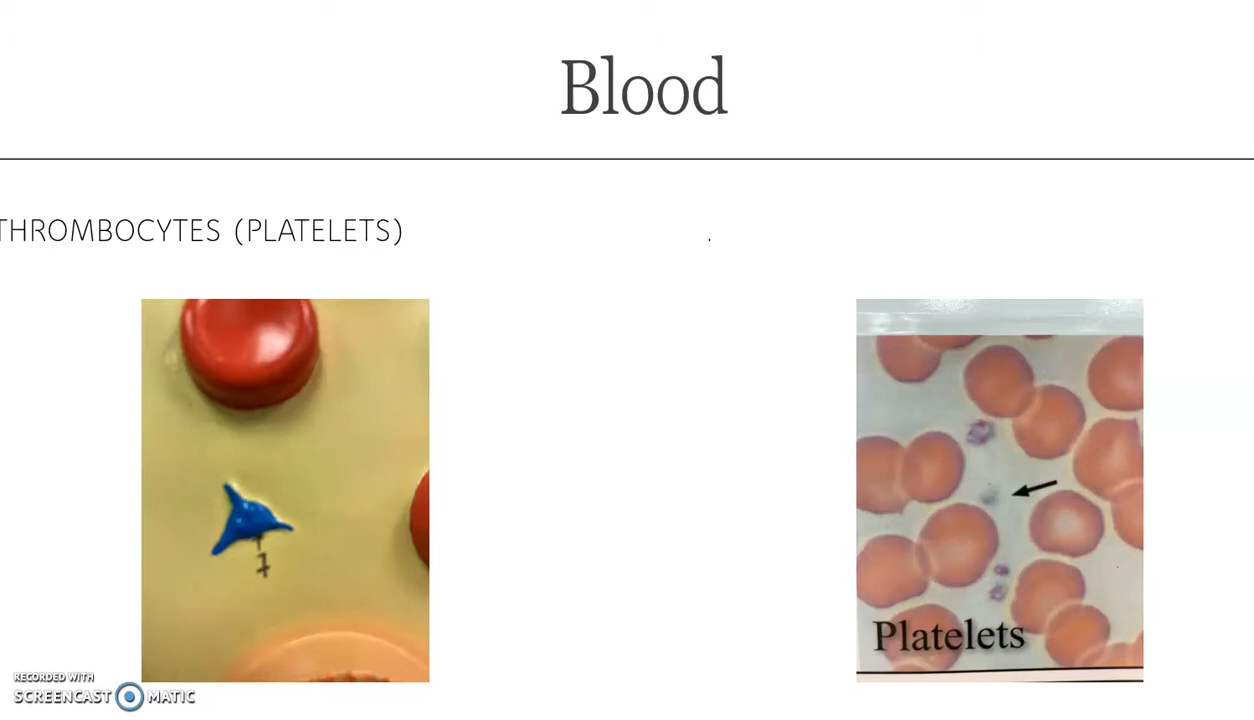 Blood
THROMBOCYTES (PLATELETS)
.
7
Platelets
RECORDED WITH
SCREENCAST MATIC